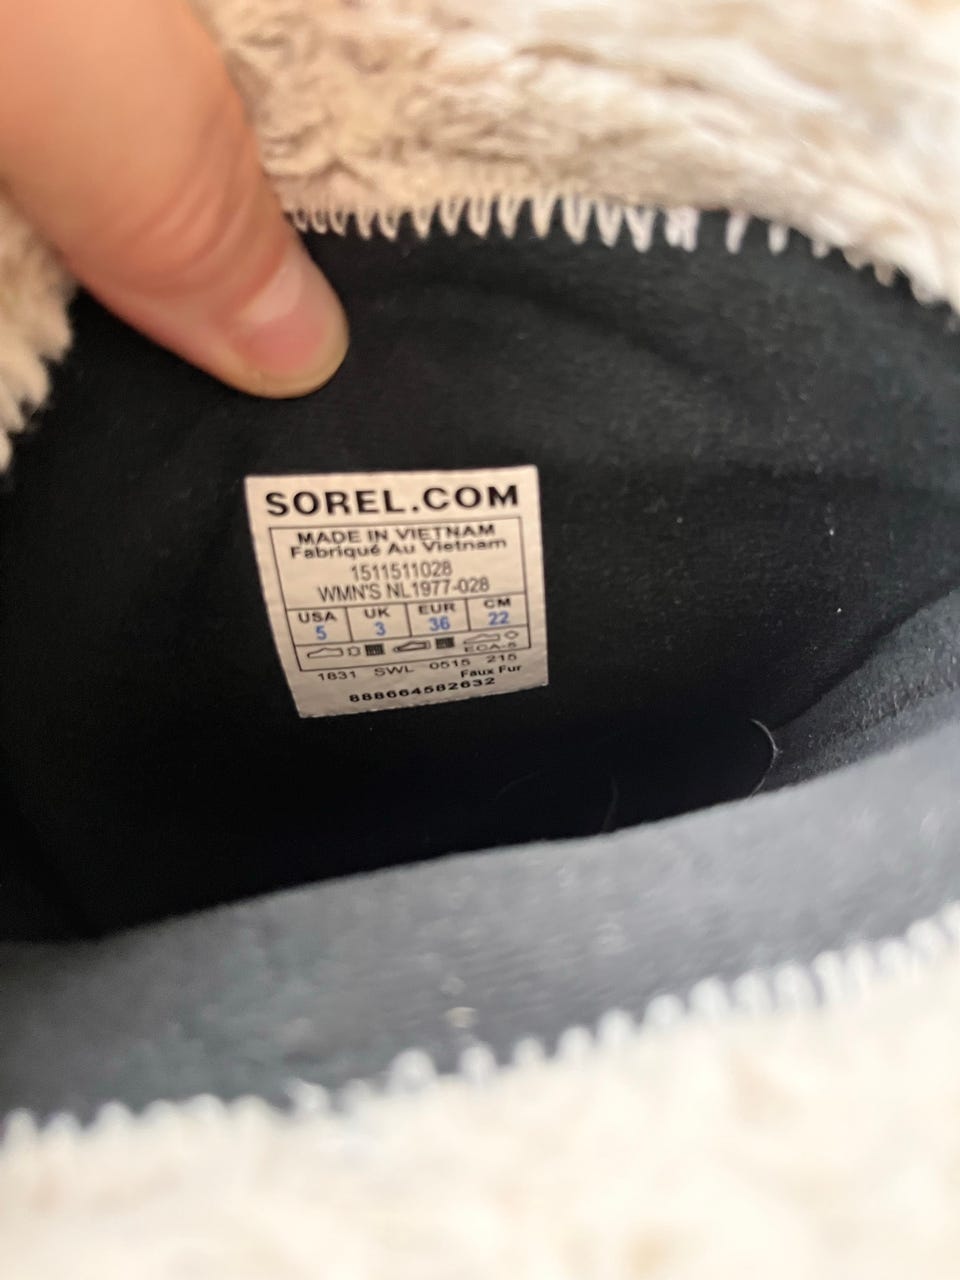 SOREL.COM
MADE IN VIETNAM
Fabriqué Au Vietnam
1511511028
WMN'S NL1977-028
USA UK EUR CM
5 3 36 22
ECA-5
1831 SWL 0515 215
Faux Fur
888664582632